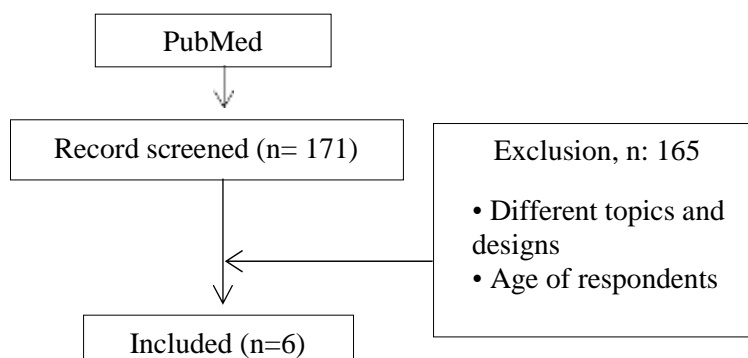 PubMed
Record screened (n= 171)
Exclusion, n: 165
• Different topics and
designs
• Age of respondents
Included (n=6)